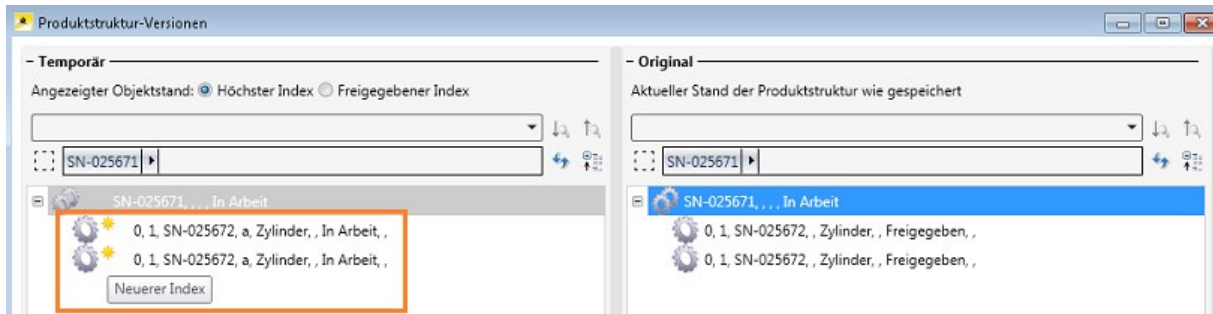 Produktstruktur-Versionen
– Temporär
Angezeigter Objektstand: Höchster Index Freigegebener Index
SN-025671
SN-025671, , , , In Arbeit
0, 1, SN-025672, a, Zylinder, , In Arbeit, ,
0, 1, SN-025672, a, Zylinder, , In Arbeit, ,
Neuerer Index
– Original
Aktueller Stand der Produktstruktur wie gespeichert
SN-025671
SN-025671, , , , In Arbeit
0, 1, SN-025672, , Zylinder, , Freigegeben, ,
0, 1, SN-025672, , Zylinder, , Freigegeben, ,